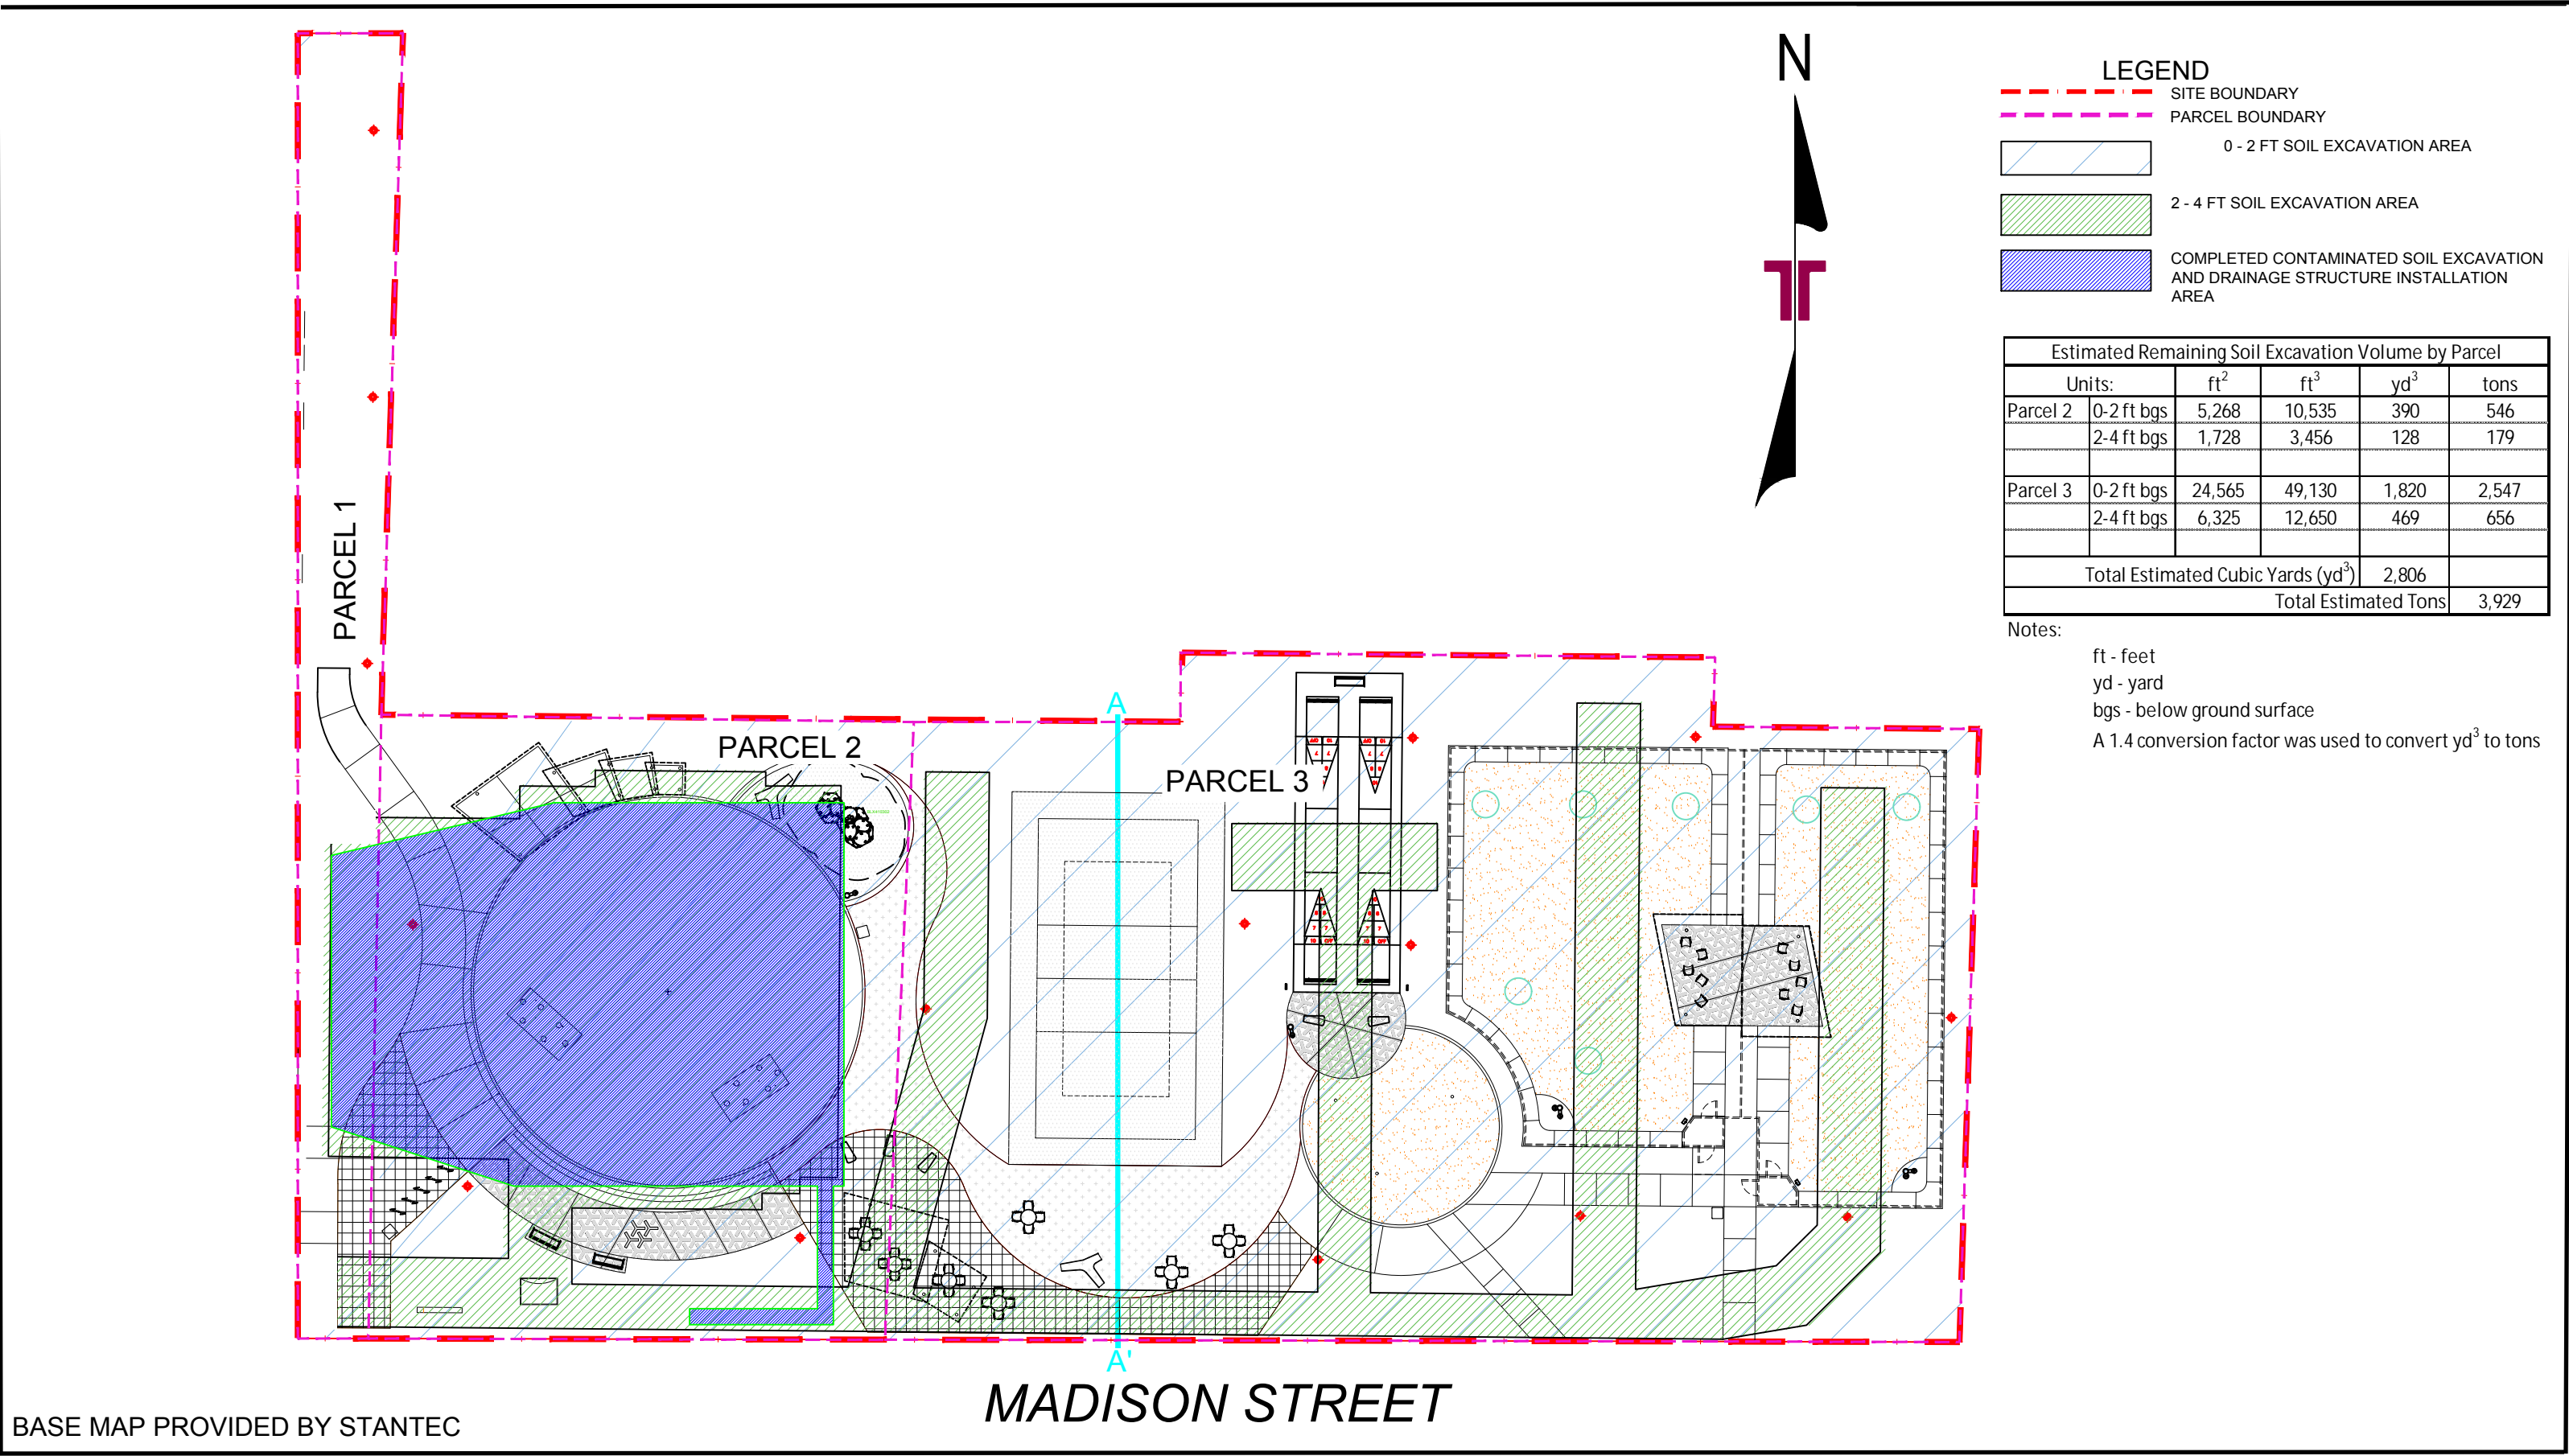 N
LEGEND
SITE BOUNDARY
PARCEL BOUNDARY
0 - 2 FT SOIL EXCAVATION AREA
2 - 4 FT SOIL EXCAVATION AREA
COMPLETED CONTAMINATED SOIL EXCAVATION
AND DRAINAGE STRUCTURE INSTALLATION
AREA
Estimated Remaining Soil Excavation Volume by Parcel
Units: ft² ft³ yd³ tons
Parcel 2 0-2 ft bgs 5,268 10,535 390 546
2-4 ft bgs 1,728 3,456 128 179
Parcel 3 0-2 ft bgs 24,565 49,130 1,820 2,547
2-4 ft bgs 6,325 12,650 469 656
Total Estimated Cubic Yards (yd³) 2,806
Total Estimated Tons 3,929
Notes:
ft - feet
yd - yard
bgs - below ground surface
A 1.4 conversion factor was used to convert yd³ to tons
PARCEL 1
PARCEL 2
PARCEL 3
A
A'
MADISON STREET
BASE MAP PROVIDED BY STANTEC